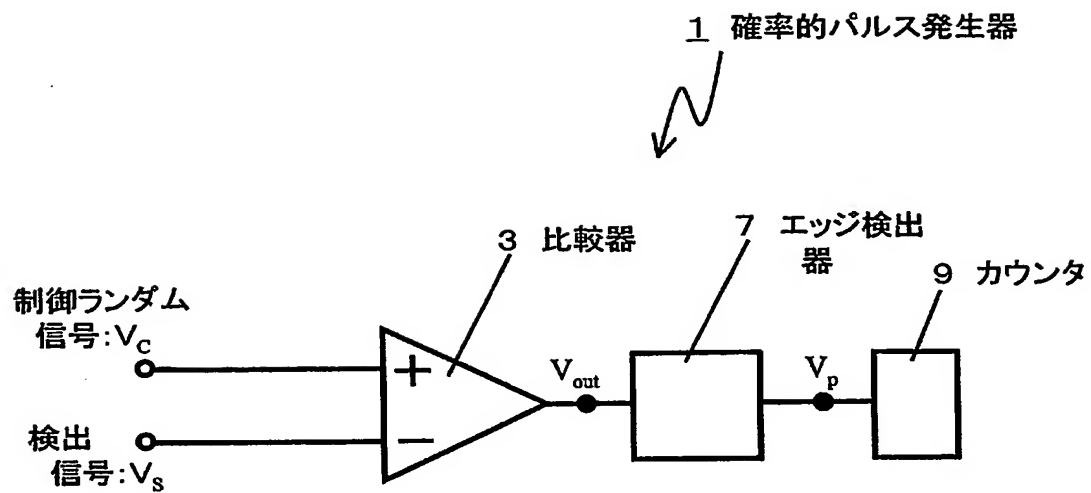 1 確率的パルス発生器
3 比較器
7 エッジ検出
器
9 カウンタ
制御ランダム
信号:VC
+
Vout
Vp
検出
信号:VS
−